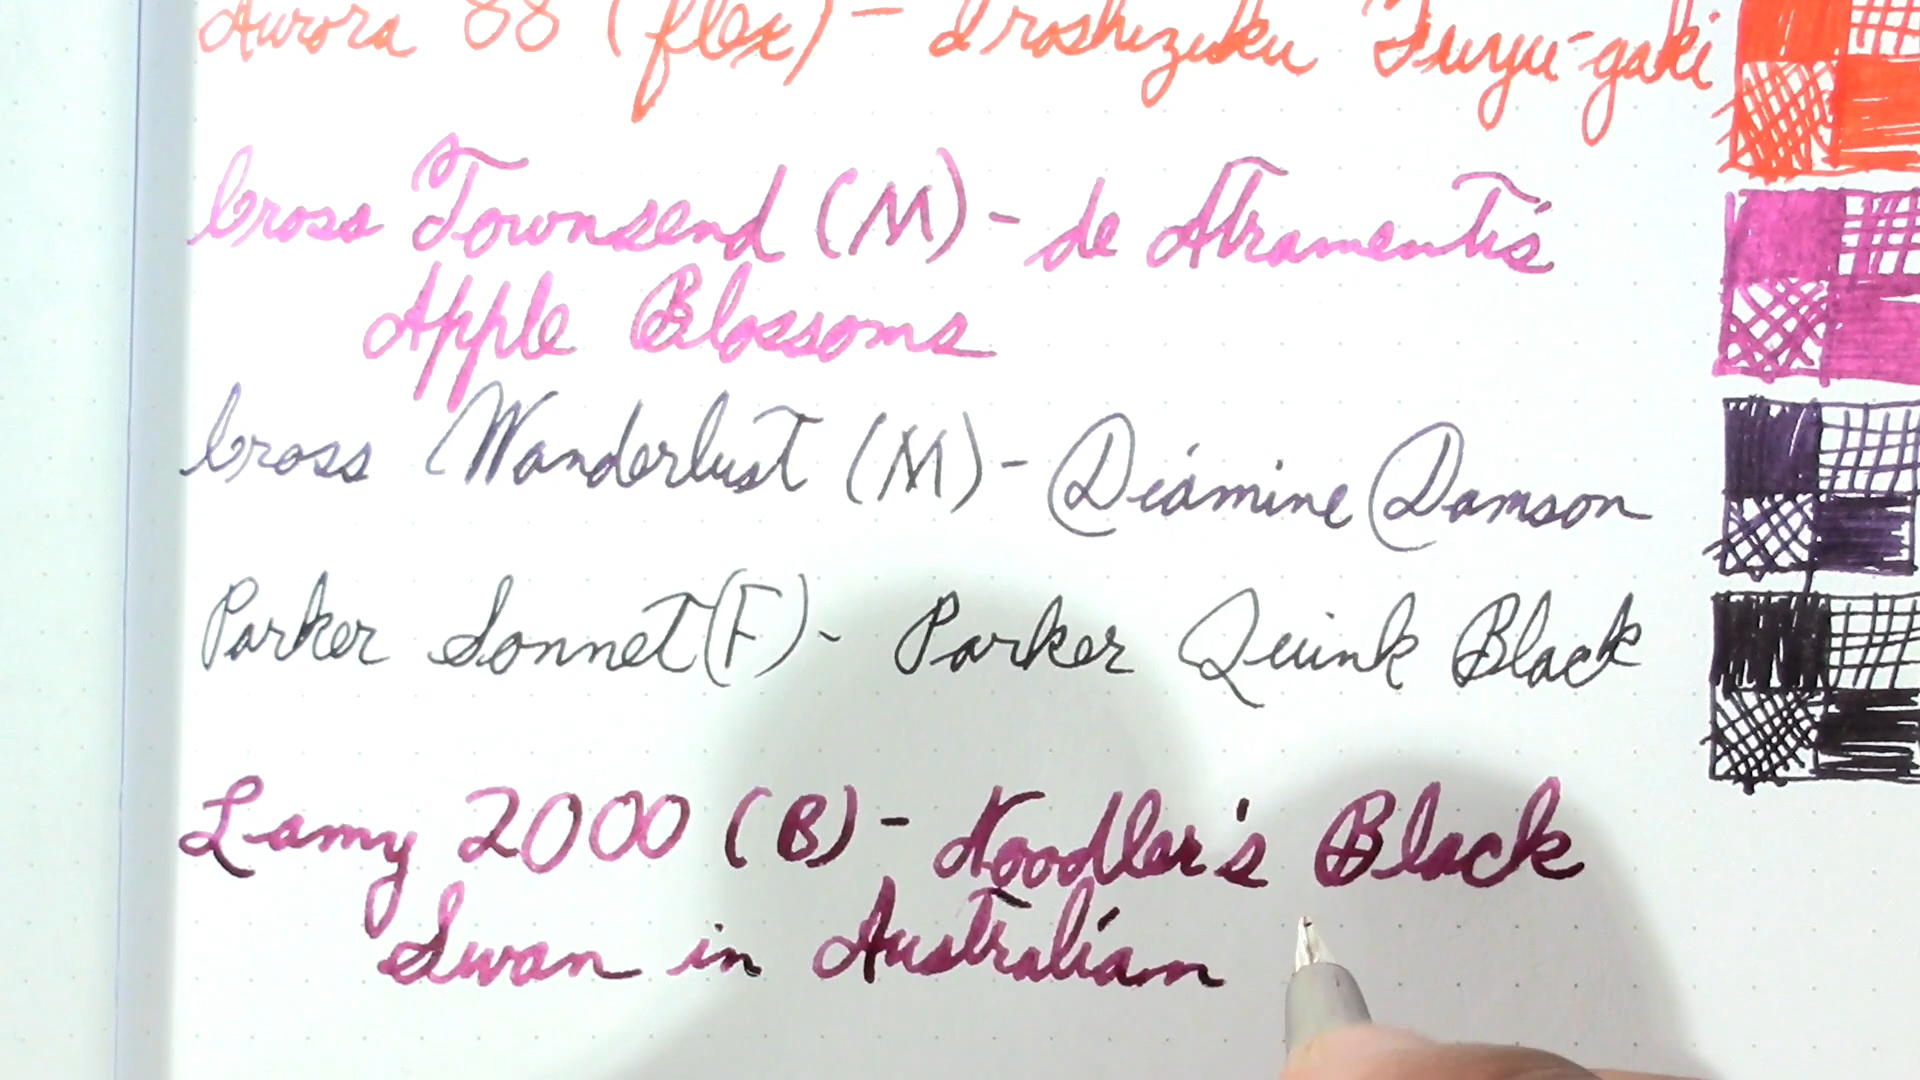 Aurora 88 (flex) - Iroshizuku Fuyu-gaki
Cross Townsend (M) - de Atramentis
Apple Blossoms
Cross Wanderlust (M) - Diamine Damson
Parker Sonnet (F) - Parker Quink Black
Lamy 2000 (B) - Noodler's Black
Swan in Australian